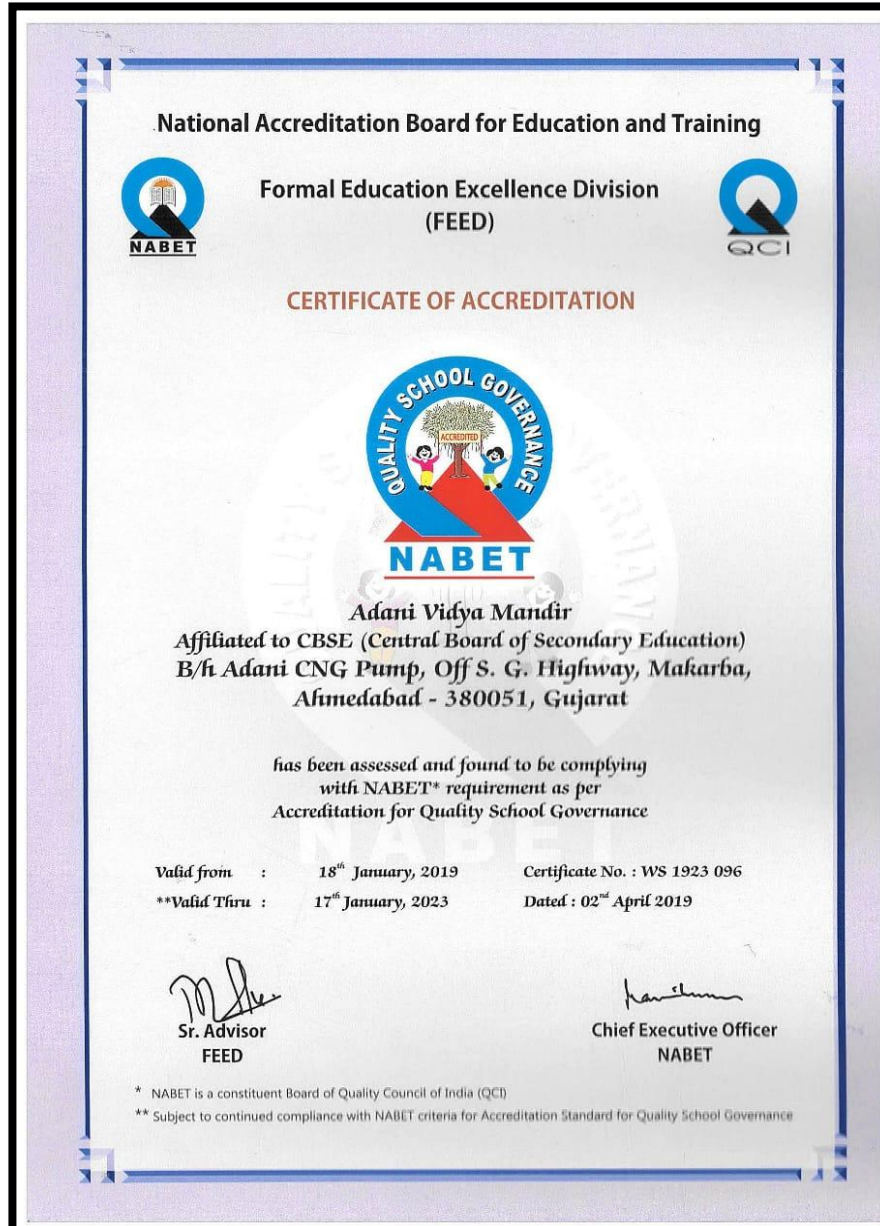 National Accreditation Board for Education and Training
Formal Education Excellence Division
(FEED)
NABET
QCI
CERTIFICATE OF ACCREDITATION
QUALITY SCHOOL GOVERNANCE
ACCREDITED
NABET
Adani Vidya Mandir
Affiliated to CBSE (Central Board of Secondary Education)
B/h Adani CNG Pump, Off S. G. Highway, Makarba,
Ahmedabad - 380051, Gujarat
has been assessed and found to be complying
with NABET* requirement as per
Accreditation for Quality School Governance
Valid from : 18th January, 2019 Certificate No. : WS 1923 096
**Valid Thru : 17th January, 2023 Dated : 02nd April 2019
Sr. Advisor
FEED
Chief Executive Officer
NABET
* NABET is a constituent Board of Quality Council of India (QCI)
** Subject to continued compliance with NABET criteria for Accreditation Standard for Quality School Governance